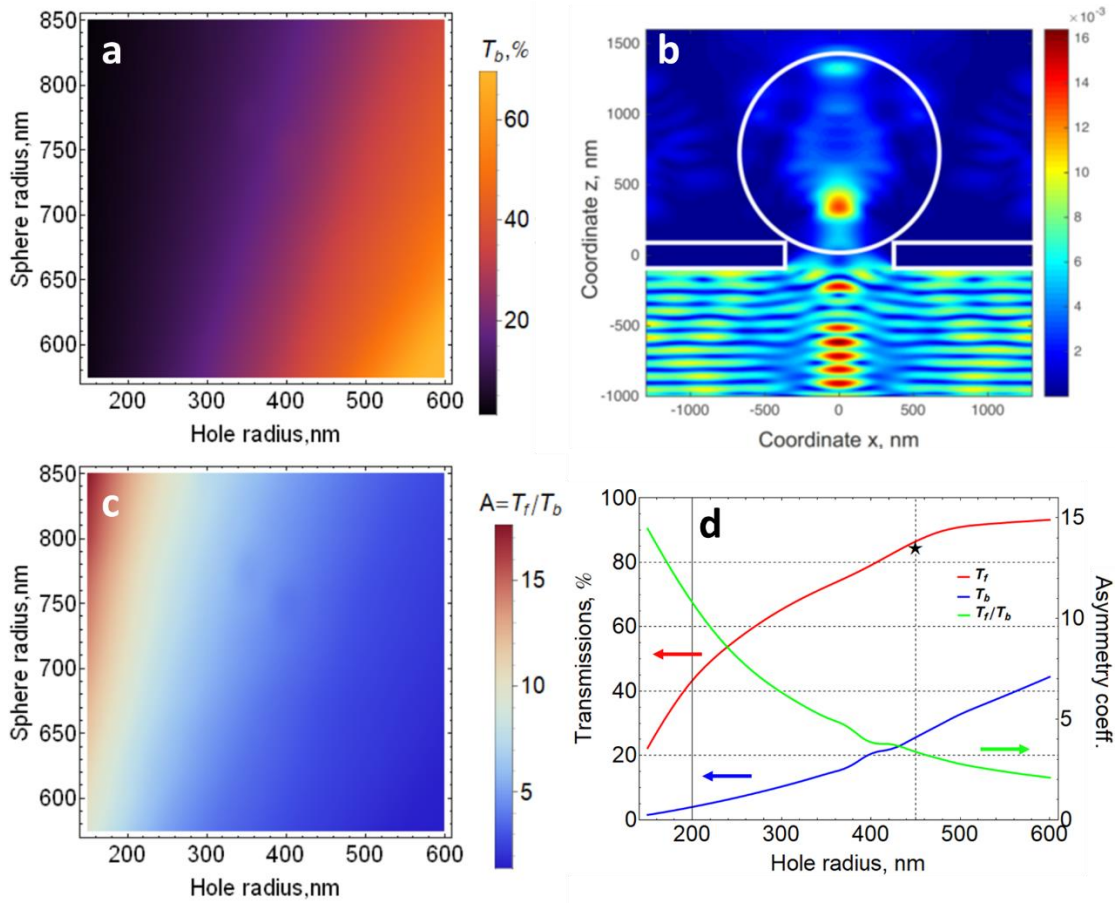 a
T_b,%
850
800
750
700
650
600
60
40
20
200 300 400 500 600
Sphere radius,nm
Hole radius,nm
b
×10⁻³
1500
1000
500
0
-500
-1000
16
14
12
10
8
6
4
2
-1000 -500 0 500 1000
Coordinate z, nm
Coordinate x, nm
c
A=T_f/T_b
850
800
750
700
650
600
15
10
5
200 300 400 500 600
Sphere radius,nm
Hole radius,nm
d
100
80
60
40
20
0
15
10
5
0
T_f
T_b
T_f/T_b
200 300 400 500 600
Transmissions, %
Asymmetry coeff.
Hole radius, nm